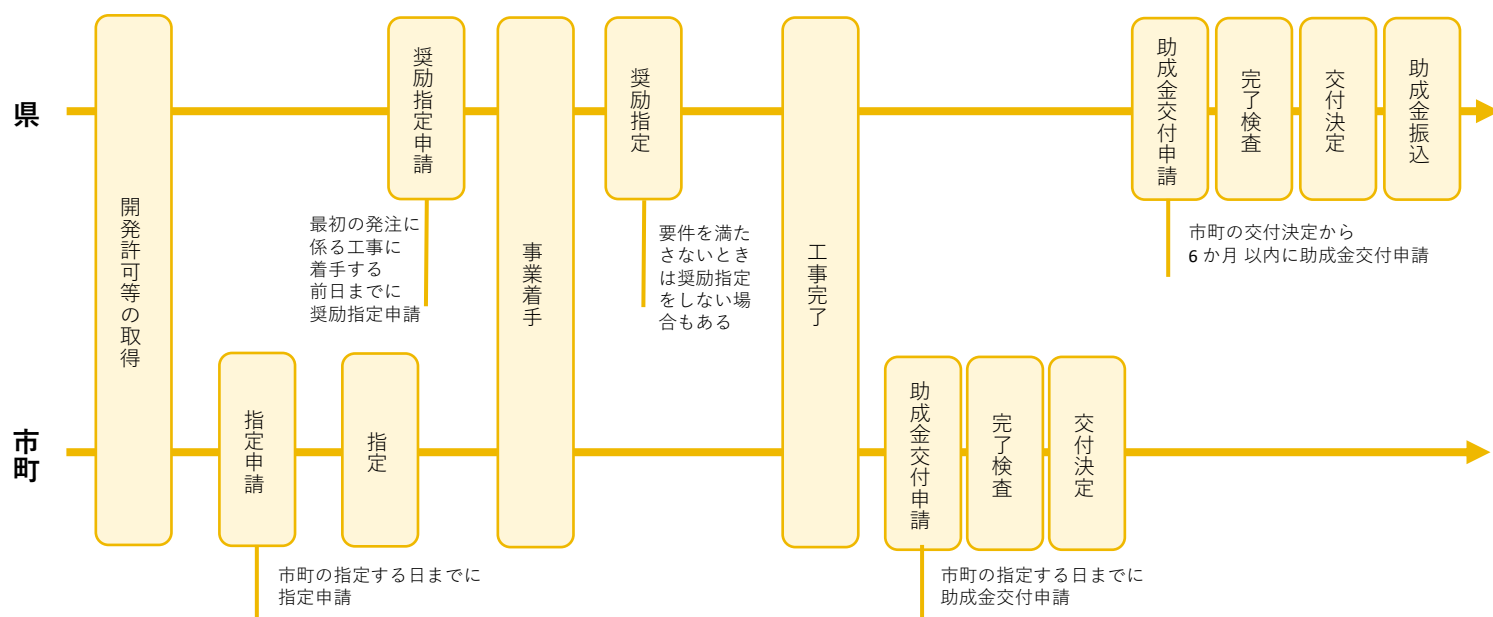 県
開発許可等の取得
奨励指定申請
最初の発注に
係る工事に
着手する
前日までに
奨励指定申請
事業着手
奨励指定
要件を満た
さないとき
は奨励指定
をしない場
合もある
工事完了
助成金交付申請
完了検査
交付決定
助成金振込
市町の交付決定から
6 か月 以内に助成金交付申請
市町
指定申請
指定
助成金交付申請
完了検査
交付決定
市町の指定する日までに
指定申請
市町の指定する日までに
助成金交付申請